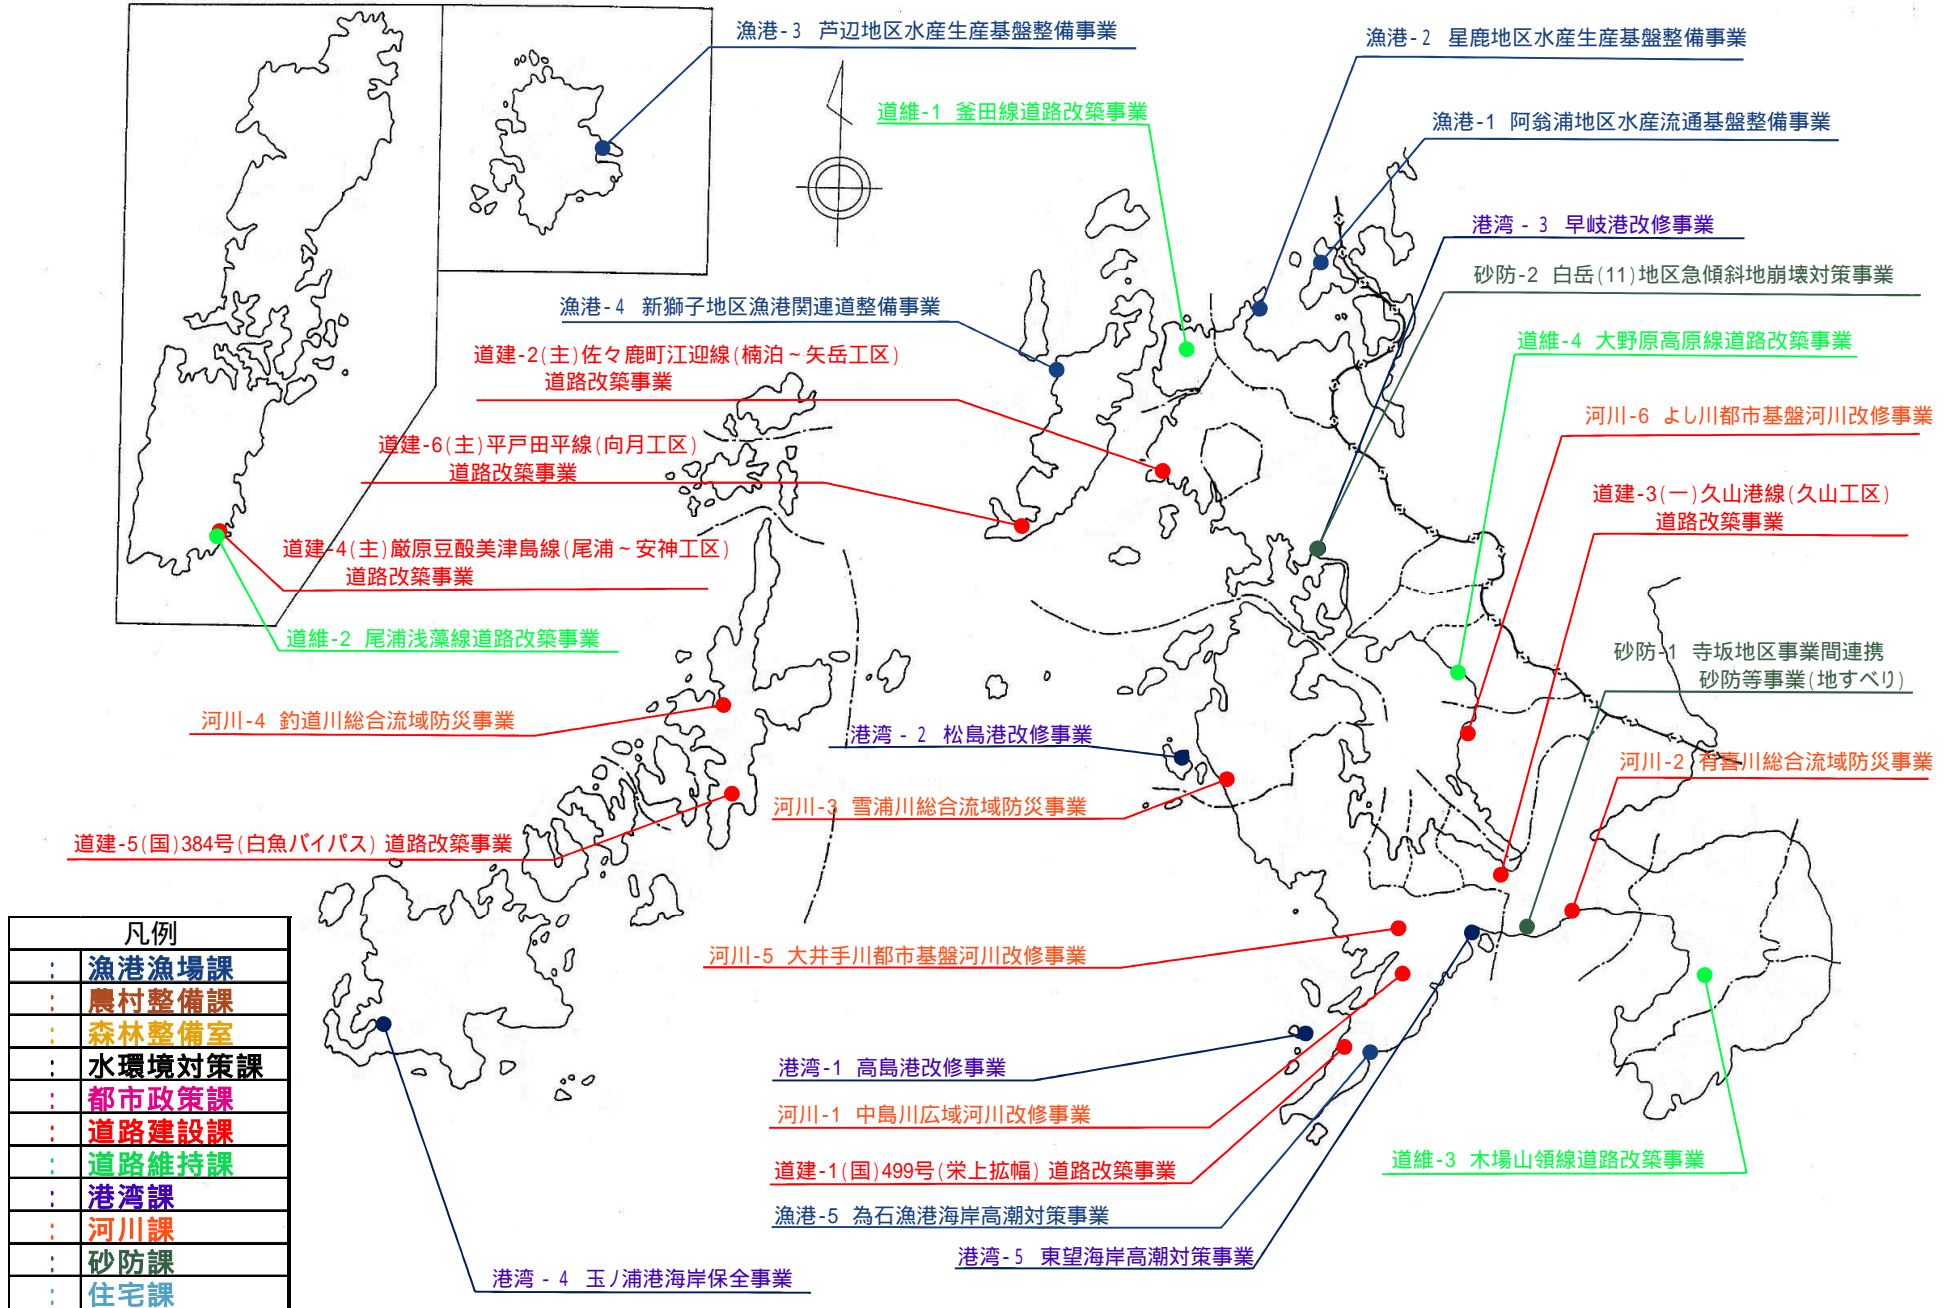 漁港-3 芦辺地区水産生産基盤整備事業
漁港-2 星鹿地区水産生産基盤整備事業
道維-1 釜田線道路改築事業
漁港-1 阿翁浦地区水産流通基盤整備事業
港湾 - 3 早岐港改修事業
砂防-2 白岳(11)地区急傾斜地崩壊対策事業
漁港-4 新獅子地区漁港関連道整備事業
道維-4 大野原高原線道路改築事業
道建-2(主)佐々鹿町江迎線(楠泊~矢岳工区)
道路改築事業
河川-6 よし川都市基盤河川改修事業
道建-6(主)平戸田平線(向月工区)
道路改築事業
道建-3(一)久山港線(久山工区)
道路改築事業
道建-4(主)厳原豆酘美津島線(尾浦~安神工区)
道路改築事業
道維-2 尾浦浅藻線道路改築事業
砂防-1 寺坂地区事業間連携
砂防等事業(地すべり)
河川-4 釣道川総合流域防災事業
港湾 - 2 松島港改修事業
河川-2 有喜川総合流域防災事業
河川-3 雪浦川総合流域防災事業
道建-5(国)384号(白魚バイパス) 道路改築事業
河川-5 大井手川都市基盤河川改修事業
港湾-1 高島港改修事業
河川-1 中島川広域河川改修事業
道建-1(国)499号(栄上拡幅) 道路改築事業
道維-3 木場山領線道路改築事業
漁港-5 為石漁港海岸高潮対策事業
港湾-5 東望海岸高潮対策事業
港湾 - 4 玉ノ浦港海岸保全事業
凡例
: 漁港漁場課
: 農村整備課
: 森林整備室
: 水環境対策課
: 都市政策課
: 道路建設課
: 道路維持課
: 港湾課
: 河川課
: 砂防課
: 住宅課